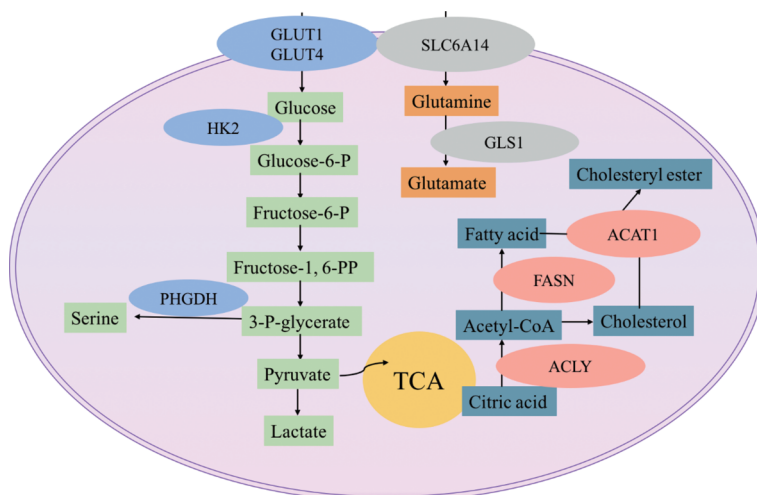 GLUT1
GLUT4
SLC6A14
Glucose
HK2
Glucose-6-P
Fructose-6-P
Fructose-1, 6-PP
PHGDH
Serine
3-P-glycerate
Pyruvate
Lactate
TCA
Glutamine
GLS1
Glutamate
Cholesteryl ester
Fatty acid
ACAT1
FASN
Acetyl-CoA
Cholesterol
ACLY
Citric acid